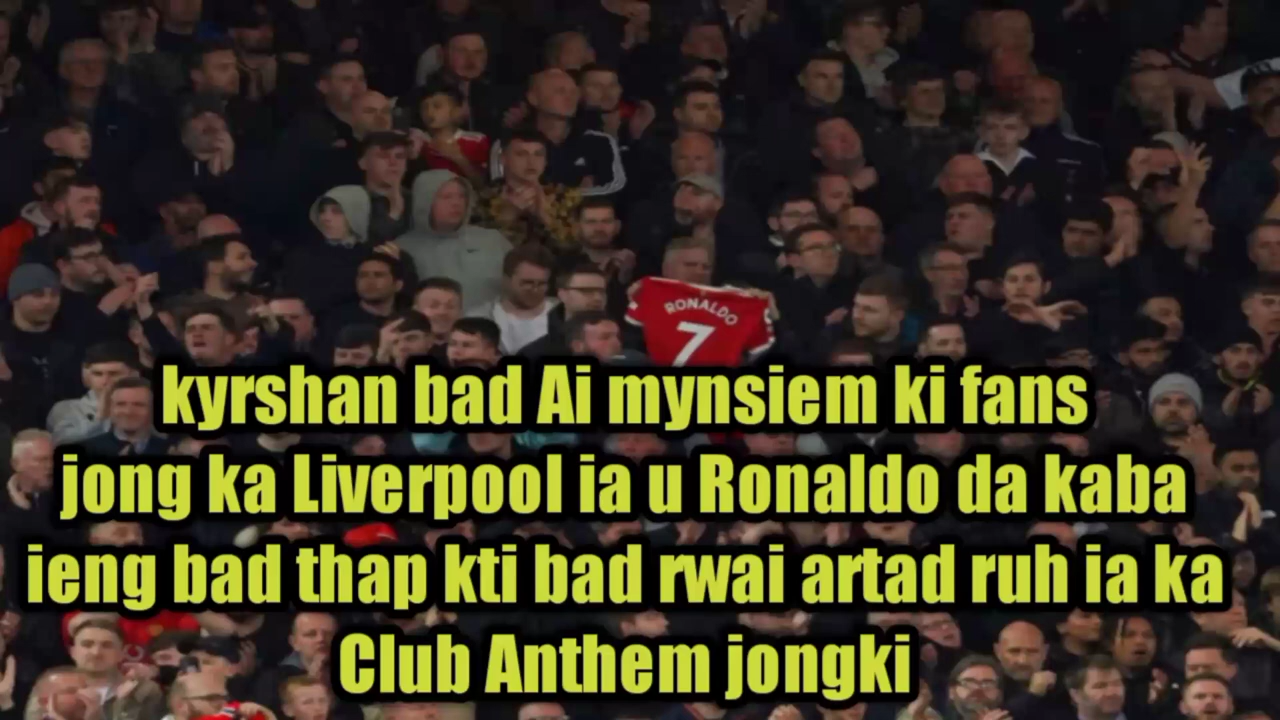 RONALDO
7
kyrshan bad Ai mynsiem ki fans
jong ka Liverpool ia u Ronaldo da kaba
ieng bad thap kti bad rwai artad ruh ia ka
Club Anthem jongki